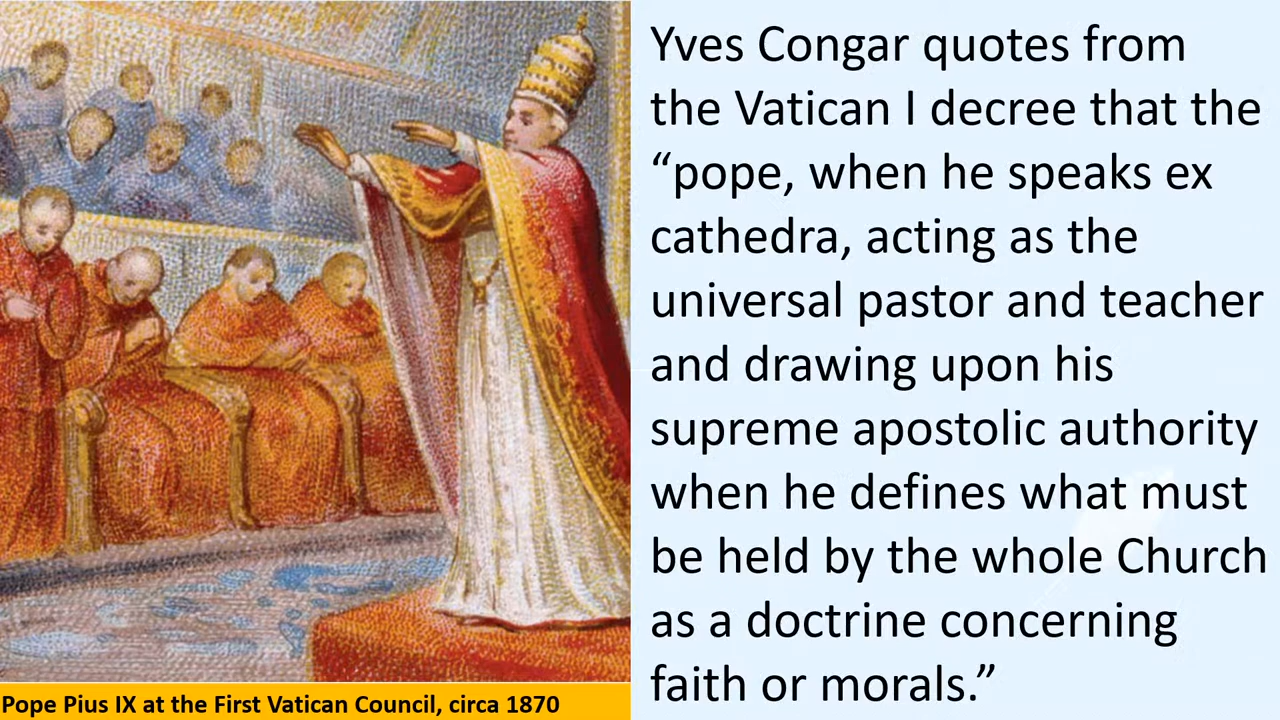 Yves Congar quotes from
the Vatican I decree that the
“pope, when he speaks ex
cathedra, acting as the
universal pastor and teacher
and drawing upon his
supreme apostolic authority
when he defines what must
be held by the whole Church
as a doctrine concerning
faith or morals.”
Pope Pius IX at the First Vatican Council, circa 1870